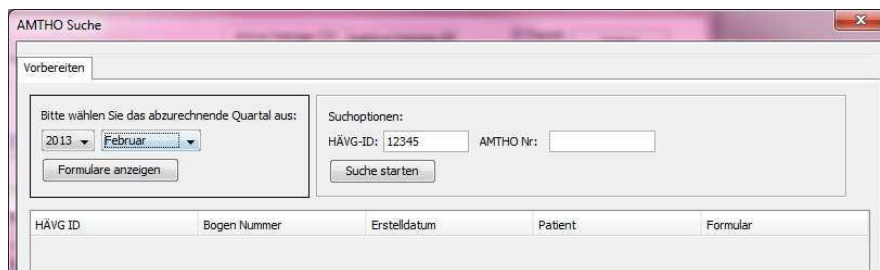 AMTHO Suche
Vorbereiten
Bitte wählen Sie das abzurechnende Quartal aus:
2013 Februar
Formulare anzeigen
Suchoptionen:
HÄVG-ID: 12345 AMTHO Nr:
Suche starten
HÄVG ID Bogen Nummer Erstelldatum Patient Formular